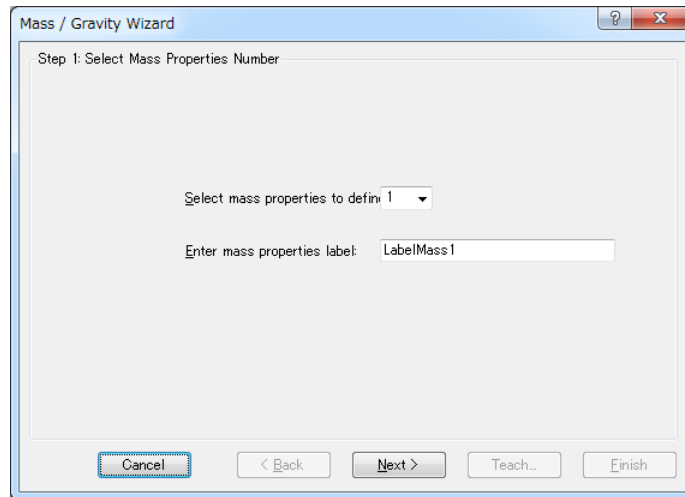 Mass / Gravity Wizard
Step 1: Select Mass Properties Number
Select mass properties to defin 1
Enter mass properties label: LabelMass1
Cancel < Back Next > Teach... Finish